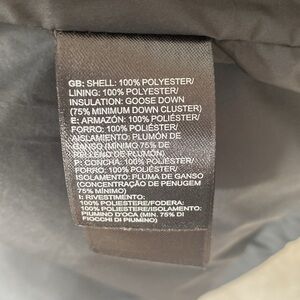 GB: SHELL: 100% POLYESTER/
LINING: 100% POLYESTER/
INSULATION: GOOSE DOWN
(75% MINIMUM DOWN CLUSTER)
E: ARMAZÓN: 100% POLIÉSTER/
FORRO: 100% POLIÉSTER/
AISLAMIENTO: PLUMÓN DE
GANSO (MÍNIMO 75% DE
RELLENO DE PLUMÓN)
P: CONCHA: 100% POLIÉSTER/
FORRO: 100% POLIÉSTER/
ISOLAMENTO: PLUMA DE GANSO
(CONCENTRAÇÃO DE PENUGEM
75% MÍNIMO)
I: RIVESTIMENTO:
100% POLIESTERE/FODERA:
100% POLIESTERE/ISOLAMENTO:
PIUMINO D'OCA (MIN. 75% DI
FIOCCHI DI PIUMINO)